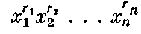 x_1^{r_1} x_2^{r_2} . . . x_n^{r_n}